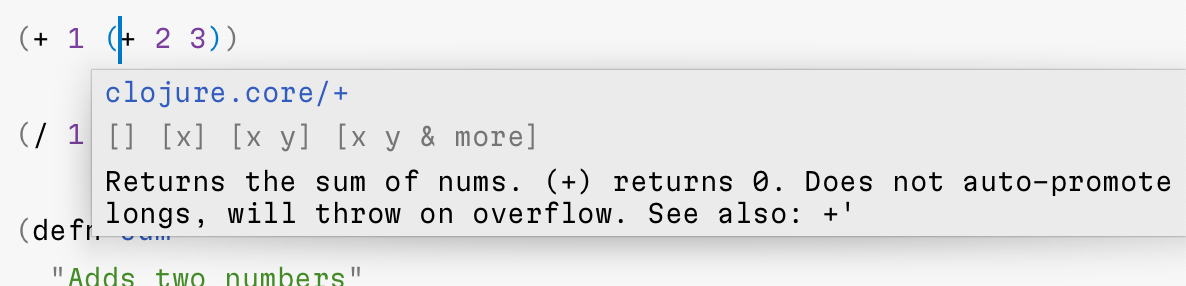 (+ 1 (+ 2 3))
clojure.core/+
(/ 1
[] [x] [x y] [x y & more]
Returns the sum of nums. (+) returns 0. Does not auto-promote
longs, will throw on overflow. See also: +'
(defn sum
"Adds two numbers"